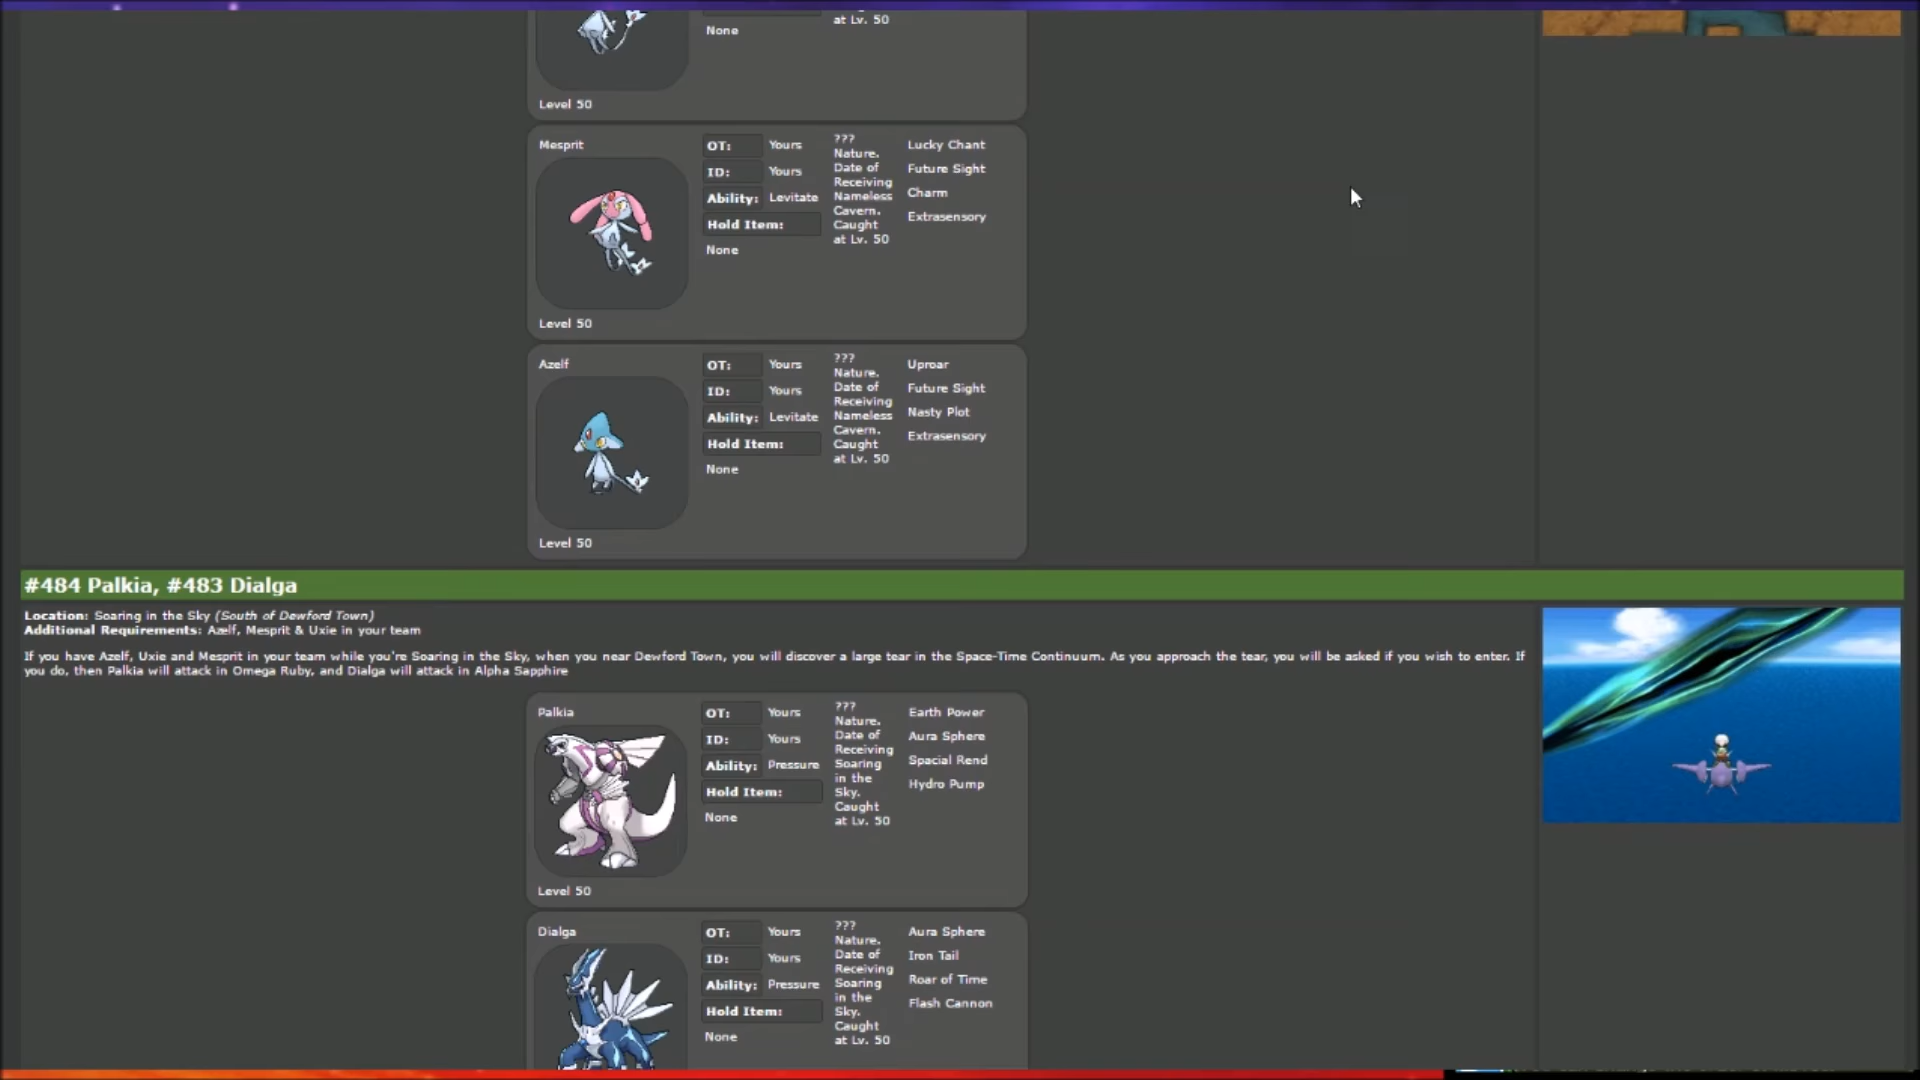 at Lv. 50
None
Level 50
Mesprit
OT: Yours
ID: Yours
Ability: Levitate
Hold Item:
None
???
Nature.
Date of
Receiving
Nameless
Cavern.
Caught
at Lv. 50
Lucky Chant
Future Sight
Charm
Extrasensory
Level 50
Azelf
OT: Yours
ID: Yours
Ability: Levitate
Hold Item:
None
???
Nature.
Date of
Receiving
Nameless
Cavern.
Caught
at Lv. 50
Uproar
Future Sight
Nasty Plot
Extrasensory
Level 50
#484 Palkia, #483 Dialga
Location: Soaring in the Sky (South of Dewford Town)
Additional Requirements: Azelf, Mesprit & Uxie in your team
If you have Azelf, Uxie and Mesprit in your team while you're Soaring in the Sky, when you near Dewford Town, you will discover a large tear in the Space-Time Continuum. As you approach the tear, you will be asked if you wish to enter. If
you do, then Palkia will attack in Omega Ruby, and Dialga will attack in Alpha Sapphire
Palkia
OT: Yours
ID: Yours
Ability: Pressure
Hold Item:
None
???
Nature.
Date of
Receiving
Soaring
in the
Sky.
Caught
at Lv. 50
Earth Power
Aura Sphere
Spacial Rend
Hydro Pump
Level 50
Dialga
OT: Yours
ID: Yours
Ability: Pressure
Hold Item:
None
???
Nature.
Date of
Receiving
Soaring
in the
Sky.
Caught
at Lv. 50
Aura Sphere
Iron Tail
Roar of Time
Flash Cannon